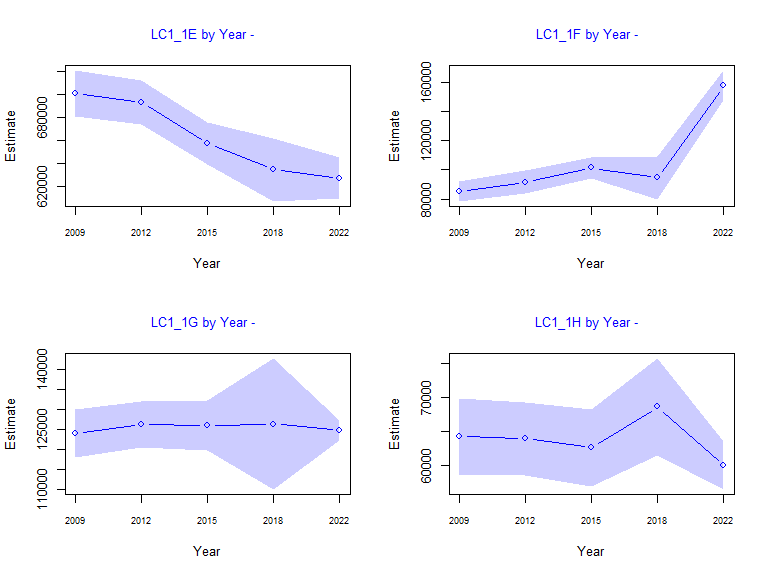 LC1_1E by Year -
Estimate
620000
680000
2009
2012
2015
2018
2022
Year
LC1_1F by Year -
Estimate
80000
120000
160000
2009
2012
2015
2018
2022
Year
LC1_1G by Year -
Estimate
110000
125000
140000
2009
2012
2015
2018
2022
Year
LC1_1H by Year -
Estimate
60000
70000
2009
2012
2015
2018
2022
Year